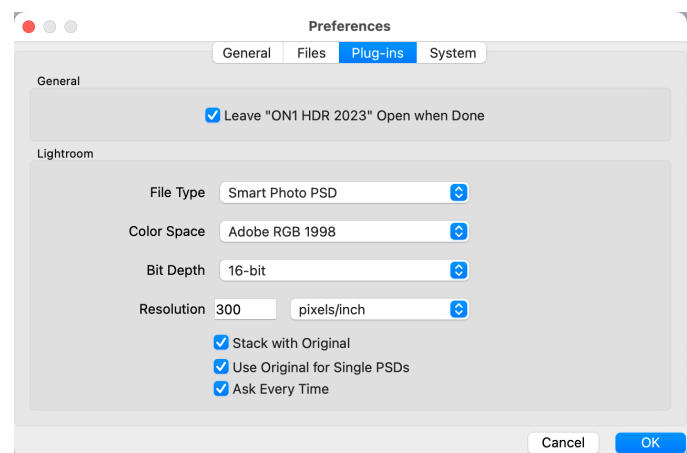 Preferences
General Files Plug-ins System
General
Leave "ON1 HDR 2023" Open when Done
Lightroom
File Type Smart Photo PSD
Color Space Adobe RGB 1998
Bit Depth 16-bit
Resolution 300 pixels/inch
Stack with Original
Use Original for Single PSDs
Ask Every Time
Cancel OK